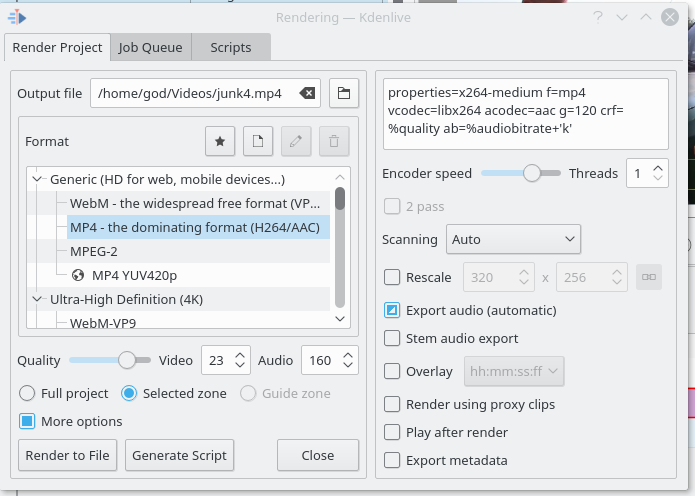 Rendering — Kdenlive
Render Project
Job Queue
Scripts
Output file
/home/god/Videos/junk4.mp4
Format
Generic (HD for web, mobile devices...)
WebM - the widespread free format (VP...
MP4 - the dominating format (H264/AAC)
MPEG-2
MP4 YUV420p
Ultra-High Definition (4K)
WebM-VP9
Quality
Video
23
Audio
160
Full project
Selected zone
Guide zone
More options
Render to File
Generate Script
Close
properties=x264-medium f=mp4
vcodec=libx264 acodec=aac g=120 crf=
%quality ab=%audiobitrate+'k'
Encoder speed
Threads
1
2 pass
Scanning
Auto
Rescale
320
x
256
Export audio (automatic)
Stem audio export
Overlay
hh:mm:ss:ff
Render using proxy clips
Play after render
Export metadata